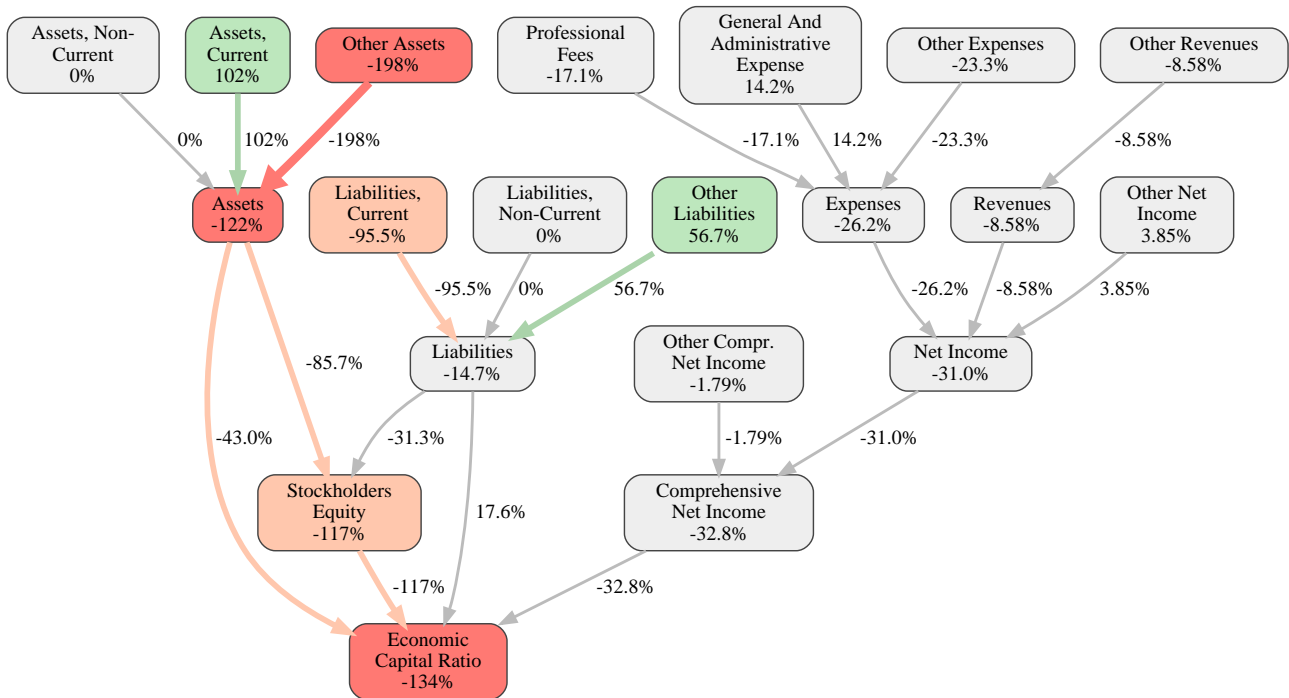 Assets, Non-
Current
0%
Assets,
Current
102%
Other Assets
-198%
Professional
Fees
-17.1%
General And
Administrative
Expense
14.2%
Other Expenses
-23.3%
Other Revenues
-8.58%
0%
102%
-198%
-17.1%
14.2%
-23.3%
-8.58%
Assets
-122%
Liabilities,
Current
-95.5%
Liabilities,
Non-Current
0%
Other
Liabilities
56.7%
Expenses
-26.2%
Revenues
-8.58%
Other Net
Income
3.85%
-95.5%
0%
56.7%
-26.2%
-8.58%
3.85%
-85.7%
Liabilities
-14.7%
Other Compr.
Net Income
-1.79%
Net Income
-31.0%
-43.0%
-31.3%
-1.79%
-31.0%
Stockholders
Equity
-117%
17.6%
Comprehensive
Net Income
-32.8%
-117%
-32.8%
Economic
Capital Ratio
-134%